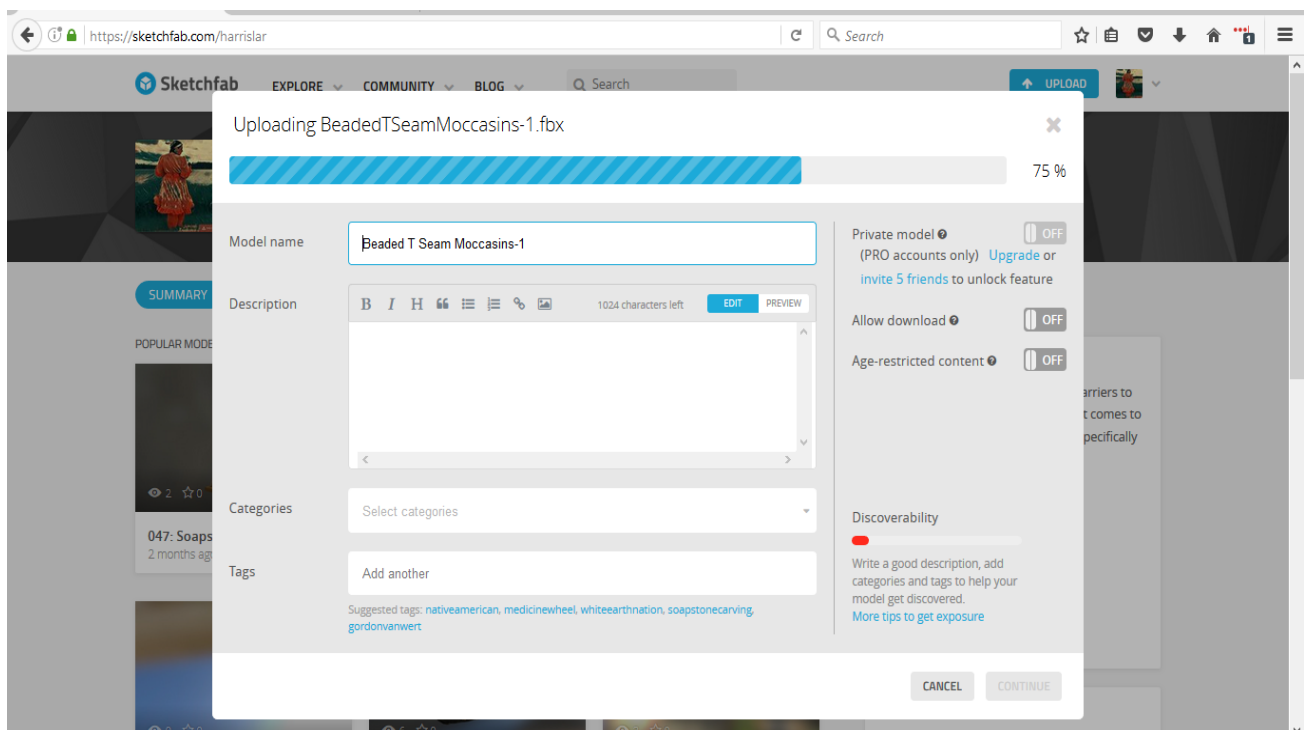 https://sketchfab.com/harrislar
Search
1
Sketchfab
EXPLORE
COMMUNITY
BLOG
Search
UPLOAD
Uploading BeadedTSeamMoccasins-1.fbx
75 %
Model name
Beaded T Seam Moccasins-1
Private model
OFF
(PRO accounts only) Upgrade or
invite 5 friends to unlock feature
SUMMARY
Description
B I H
1024 characters left
EDIT
PREVIEW
Allow download
OFF
POPULAR MODE
Age-restricted content
OFF
arriers to
t comes to
pecifically
2 0
Categories
Select categories
Discoverability
047: Soaps
2 months ag
Tags
Add another
Write a good description, add
categories and tags to help your
model get discovered.
More tips to get exposure
Suggested tags: nativeamerican, medicinewheel, whiteearthnation, soapstonecarving,
gordonvanwert
CANCEL
CONTINUE